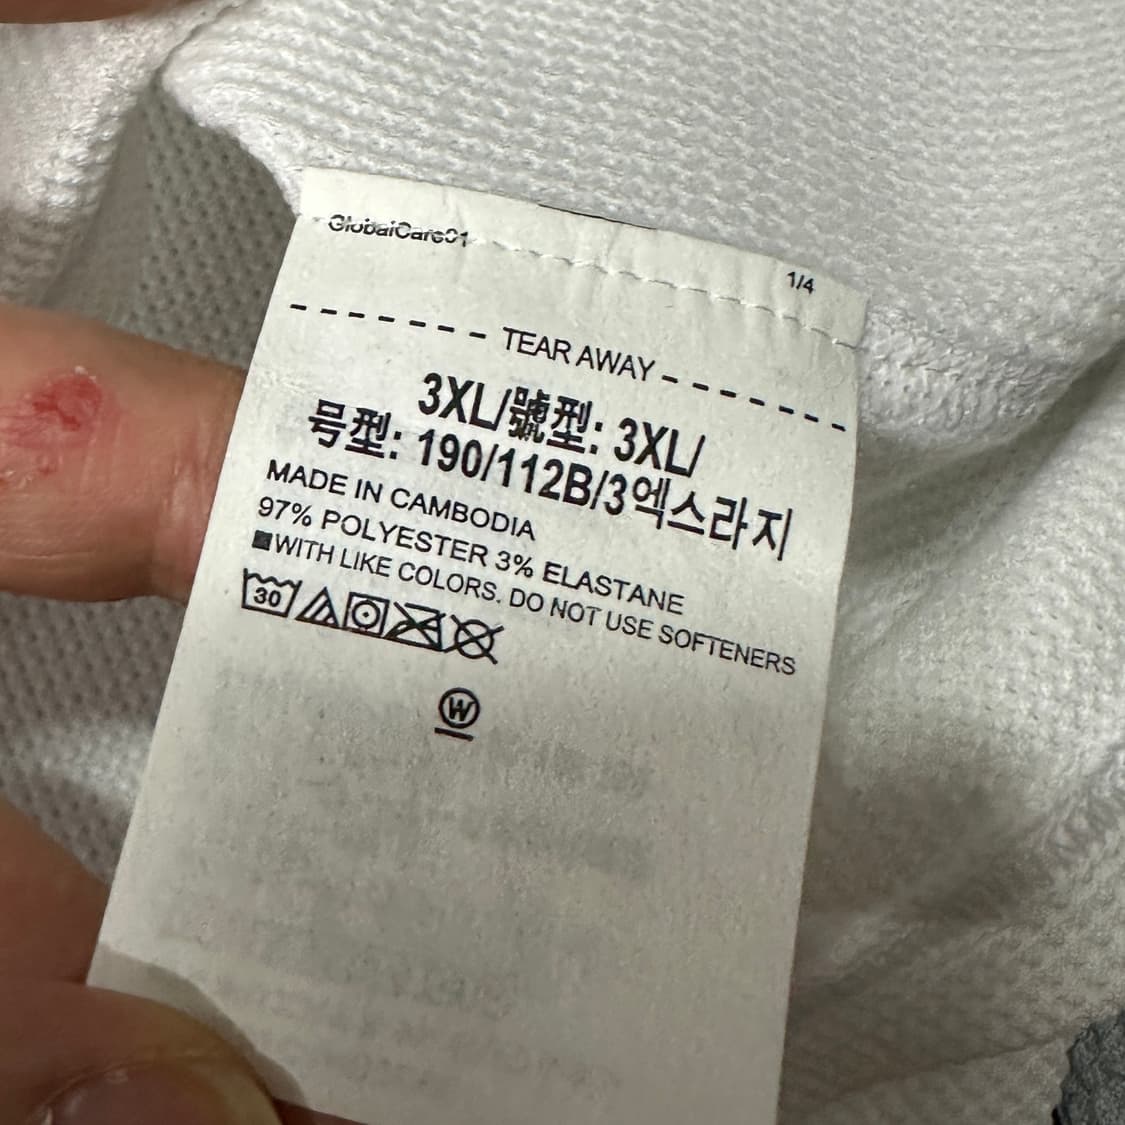 GlobalCare01
1/4
TEAR AWAY
3XL/號型: 3XL/
号型: 190/112B/3엑스라지
MADE IN CAMBODIA
97% POLYESTER 3% ELASTANE
WITH LIKE COLORS. DO NOT USE SOFTENERS
30
W